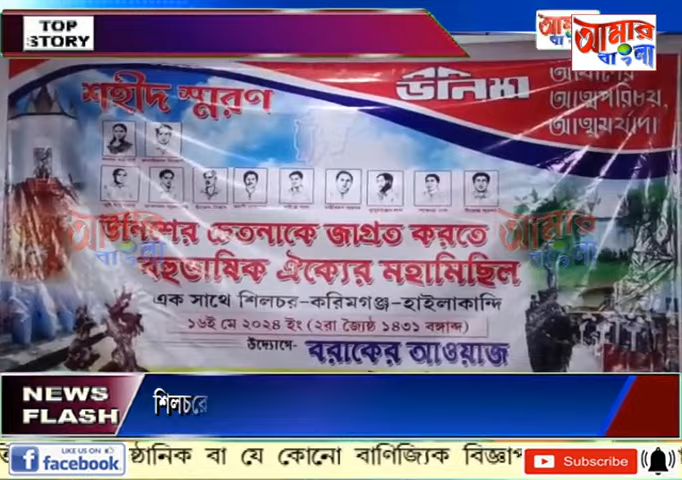 TOP
STORY
আমার
বাংলা
শহীদ স্মরণ
ঊনিশ
আমাদের
আত্মপরিচয়,
আত্মমর্যাদা
ঊনিশের চেতনাকে জাগ্রত করতে
বহুভাষিক ঐক্যের মহামিছিল
এক সাথে শিলচর-করিমগঞ্জ-হাইলাকান্দি
১৬ই মে ২০২৪ ইং (২রা জ্যৈষ্ঠ ১৪৩১ বঙ্গাব্দ)
উদ্যোগে- বরাকের আওয়াজ
NEWS
FLASH
শিলচরে
LIKE US ON
facebook.
ষ্ঠানিক বা যে কোনো বাণিজ্যিক বিজ্ঞাপ
Subscribe